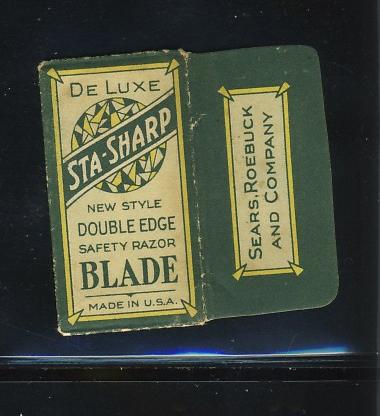 De Luxe
STA-SHARP
NEW STYLE
DOUBLE EDGE
SAFETY RAZOR
BLADE
MADE IN U.S.A.
SEARS, ROEBUCK
AND COMPANY